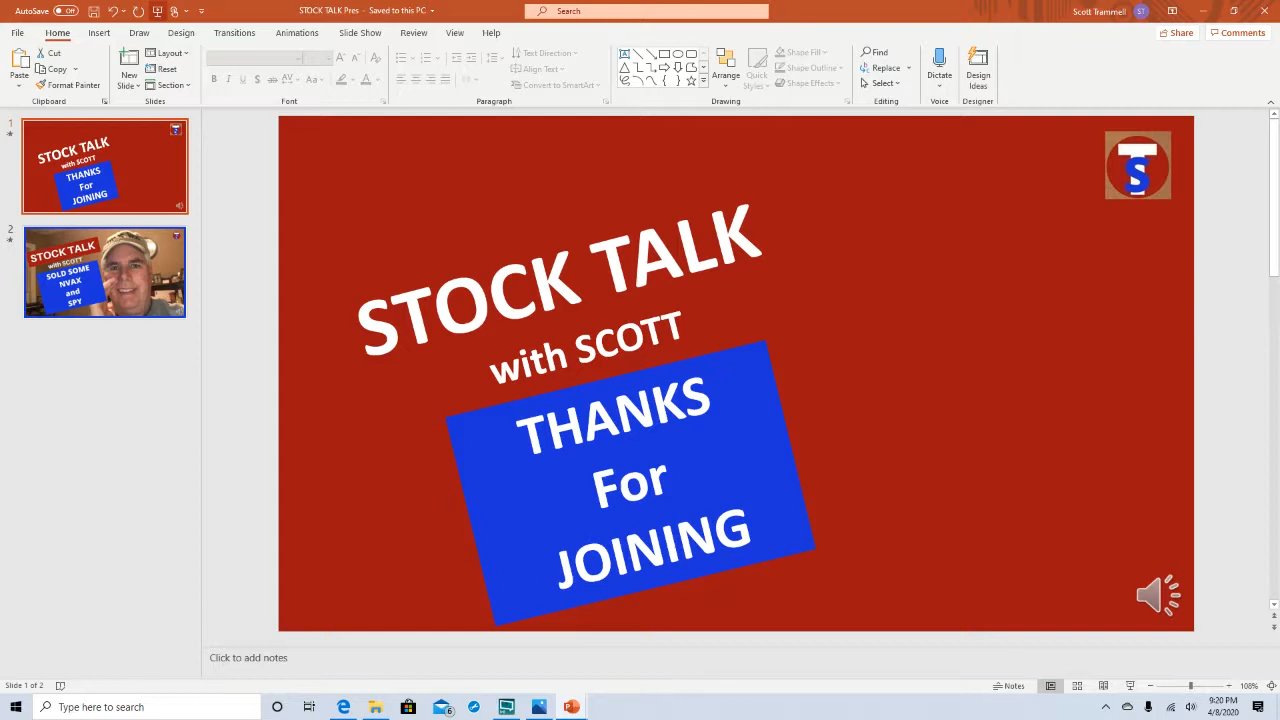 AutoSave Off
STOCK TALK Pres - Saved to this PC
Search
Scott Trammell
ST
File
Home
Insert
Draw
Design
Transitions
Animations
Slide Show
Review
View
Help
Share
Comments
Paste
Cut
Copy
Format Painter
Clipboard
New
Slide
Layout
Reset
Section
Slides
Font
Text Direction
Align Text
Convert to SmartArt
Paragraph
Arrange
Quick
Styles
Shape Fill
Shape Outline
Shape Effects
Drawing
Find
Replace
Select
Editing
Dictate
Voice
Design
Ideas
Designer
1
STOCK TALK
with SCOTT
THANKS
For
JOINING
2
STOCK TALK
with SCOTT
SOLD SOME
NVAX
and
SPY
STOCK TALK
with SCOTT
THANKS
For
JOINING
TS
Click to add notes
Slide 1 of 2
Notes
108%
Type here to search
6
9:20 PM
4/8/2020